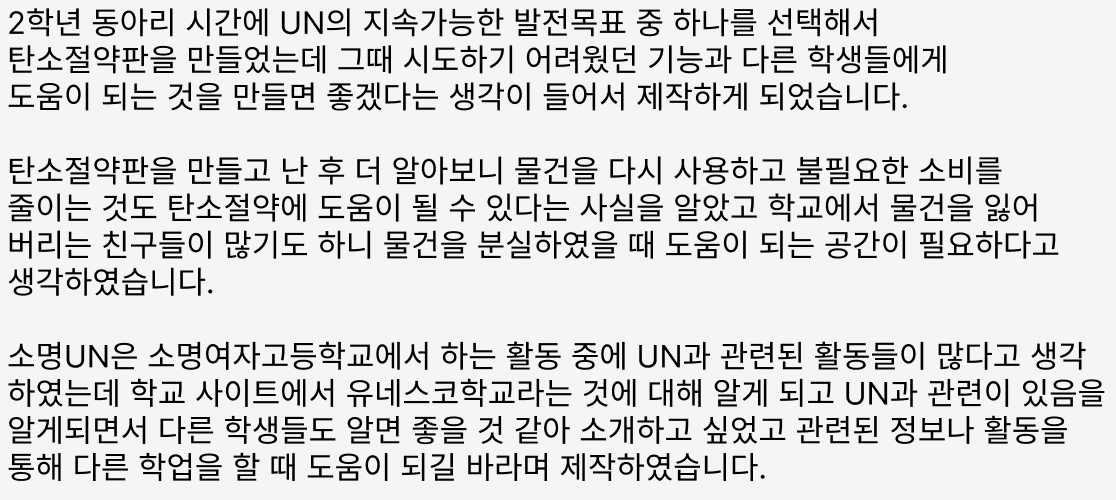 2학년 동아리 시간에 UN의 지속가능한 발전목표 중 하나를 선택해서
탄소절약판을 만들었는데 그때 시도하기 어려웠던 기능과 다른 학생들에게
도움이 되는 것을 만들면 좋겠다는 생각이 들어서 제작하게 되었습니다.
탄소절약판을 만들고 난 후 더 알아보니 물건을 다시 사용하고 불필요한 소비를
줄이는 것도 탄소절약에 도움이 될 수 있다는 사실을 알았고 학교에서 물건을 잃어
버리는 친구들이 많기도 하니 물건을 분실하였을 때 도움이 되는 공간이 필요하다고
생각하였습니다.
소명UN은 소명여자고등학교에서 하는 활동 중에 UN과 관련된 활동들이 많다고 생각
하였는데 학교 사이트에서 유네스코학교라는 것에 대해 알게 되고 UN과 관련이 있음을
알게되면서 다른 학생들도 알면 좋을 것 같아 소개하고 싶었고 관련된 정보나 활동을
통해 다른 학업을 할 때 도움이 되길 바라며 제작하였습니다.